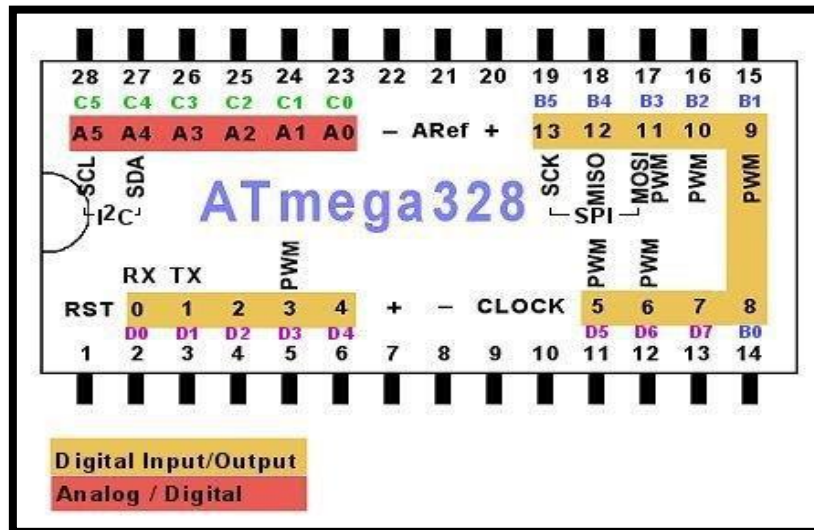 28 27 26 25 24 23 22 21 20 19 18 17 16 15
C5 C4 C3 C2 C1 C0 B5 B4 B3 B2 B1
A5 A4 A3 A2 A1 A0 – ARef + 13 12 11 10 9
SCL SDA SCK MISO MOSI PWM PWM PWM
I²C ATmega328 SPI
RX TX PWM PWM PWM
RST 0 1 2 3 4 + – CLOCK 5 6 7 8
D0 D1 D2 D3 D4 D5 D6 D7 B0
1 2 3 4 5 6 7 8 9 10 11 12 13 14
Digital Input/Output
Analog / Digital